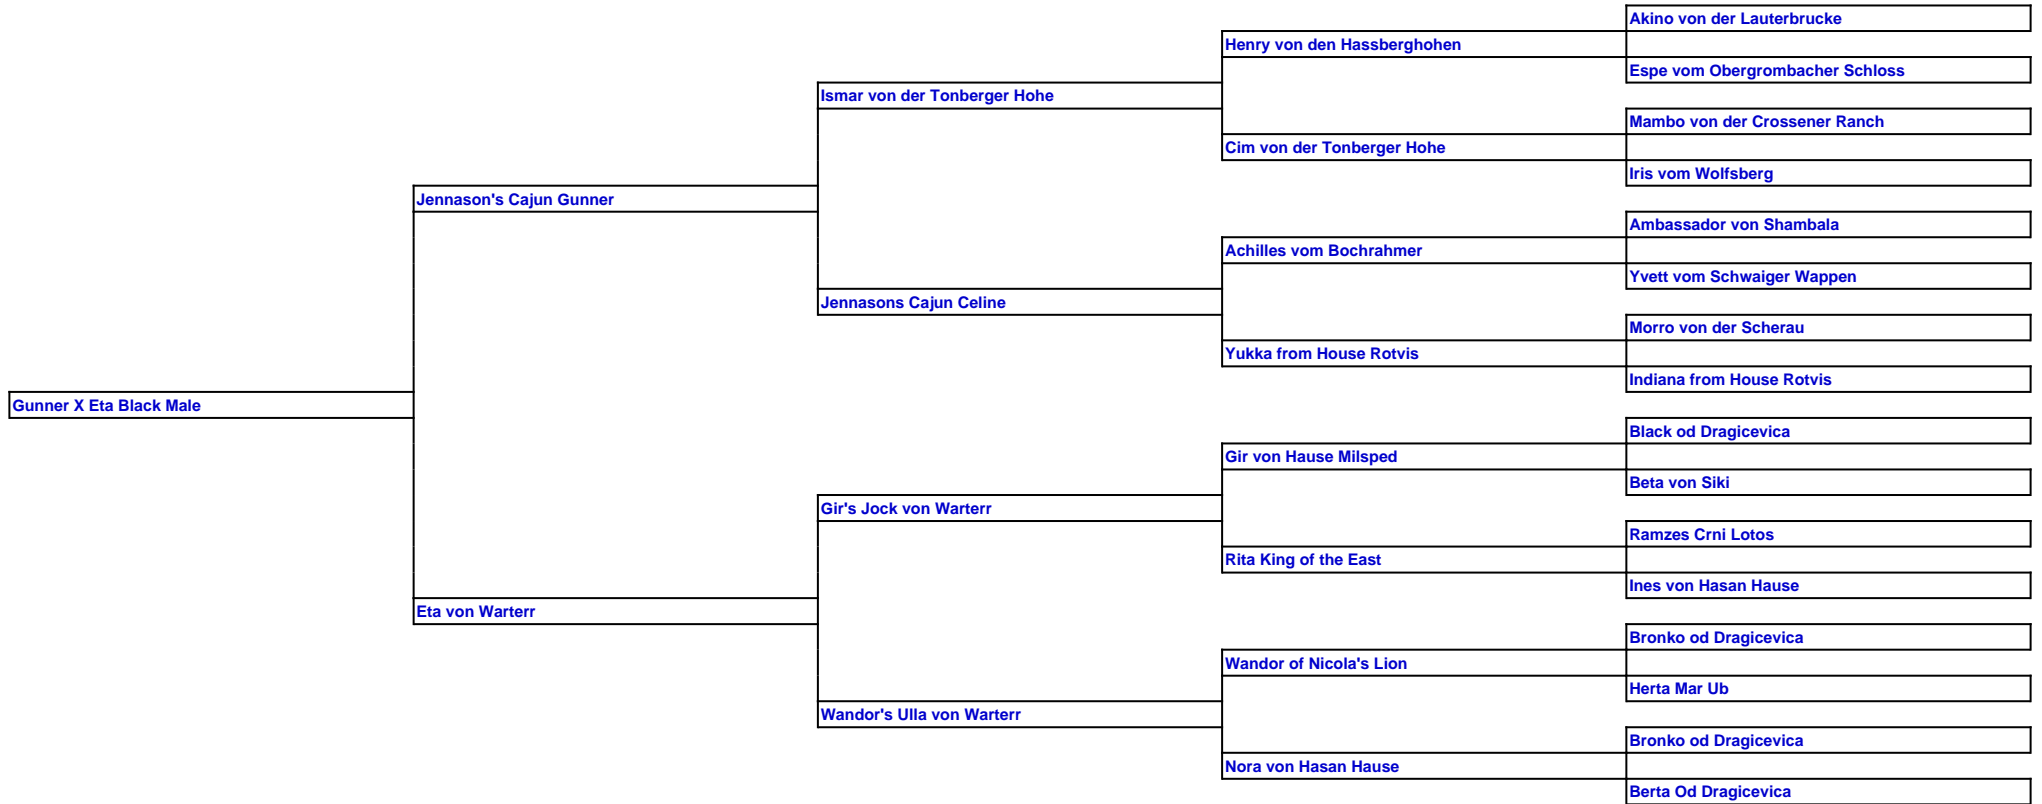 Akino von der Lauterbrucke
Henry von den Hassberghohen
Espe vom Obergrombacher Schloss
Ismar von der Tonberger Hohe
Mambo von der Crossener Ranch
Cim von der Tonberger Hohe
Iris vom Wolfsberg
Jennason's Cajun Gunner
Ambassador von Shambala
Achilles vom Bochrahmer
Yvett vom Schwaiger Wappen
Jennasons Cajun Celine
Morro von der Scherau
Yukka from House Rotvis
Indiana from House Rotvis
Gunner X Eta Black Male
Black od Dragicevica
Gir von Hause Milsped
Beta von Siki
Gir's Jock von Warterr
Ramzes Crni Lotos
Rita King of the East
Ines von Hasan Hause
Eta von Warterr
Bronko od Dragicevica
Wandor of Nicola's Lion
Herta Mar Ub
Wandor's Ulla von Warterr
Bronko od Dragicevica
Nora von Hasan Hause
Berta Od Dragicevica